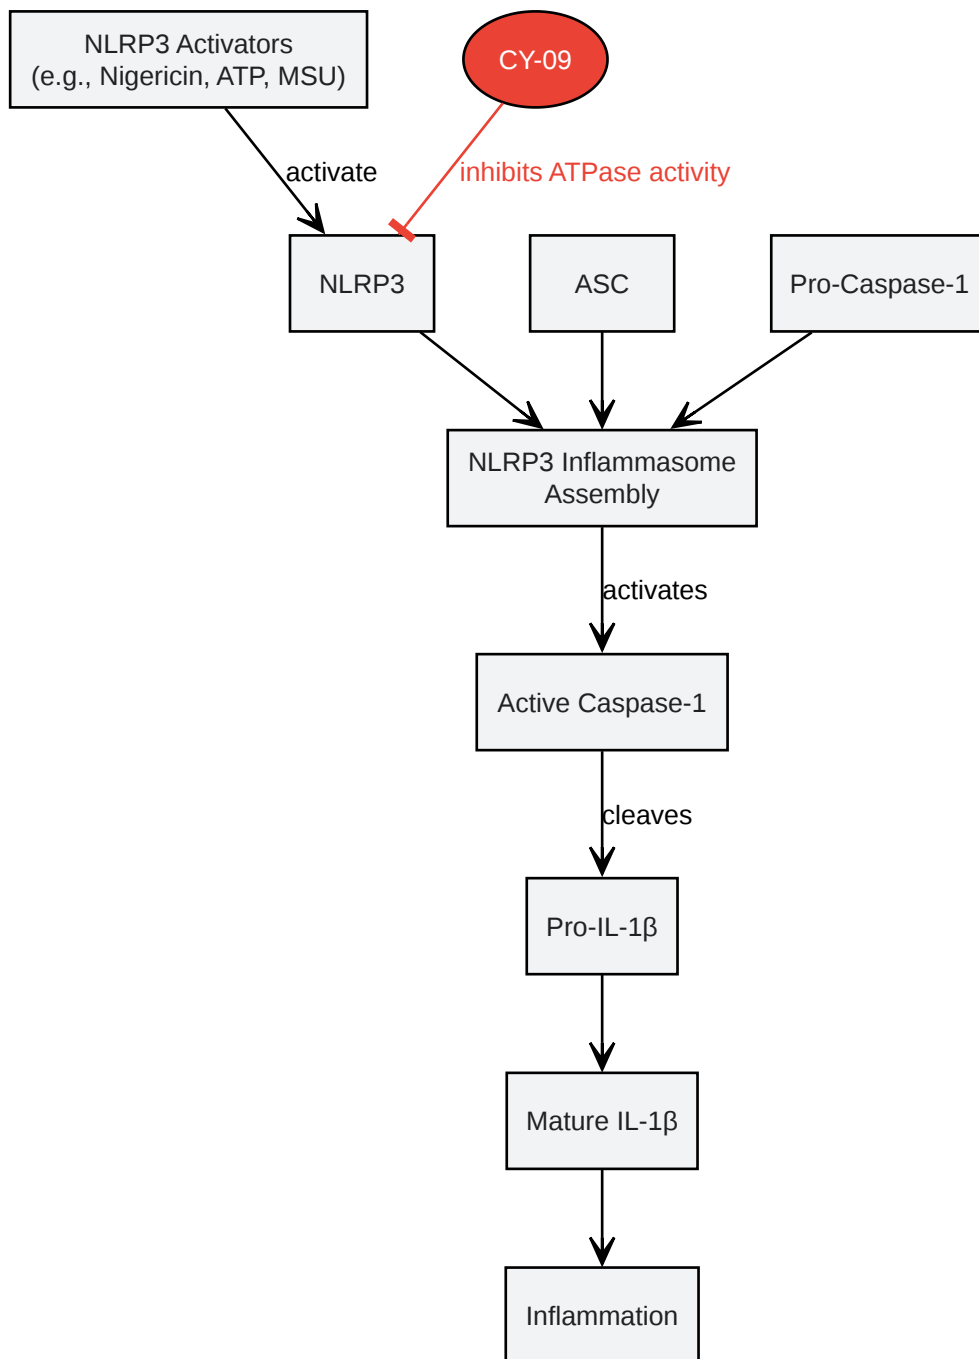 NLRP3 Activators
(e.g., Nigericin, ATP, MSU)
CY-09
activate
inhibits ATPase activity
NLRP3
ASC
Pro-Caspase-1
NLRP3 Inflammasome
Assembly
activates
Active Caspase-1
cleaves
Pro-IL-1β
Mature IL-1β
Inflammation